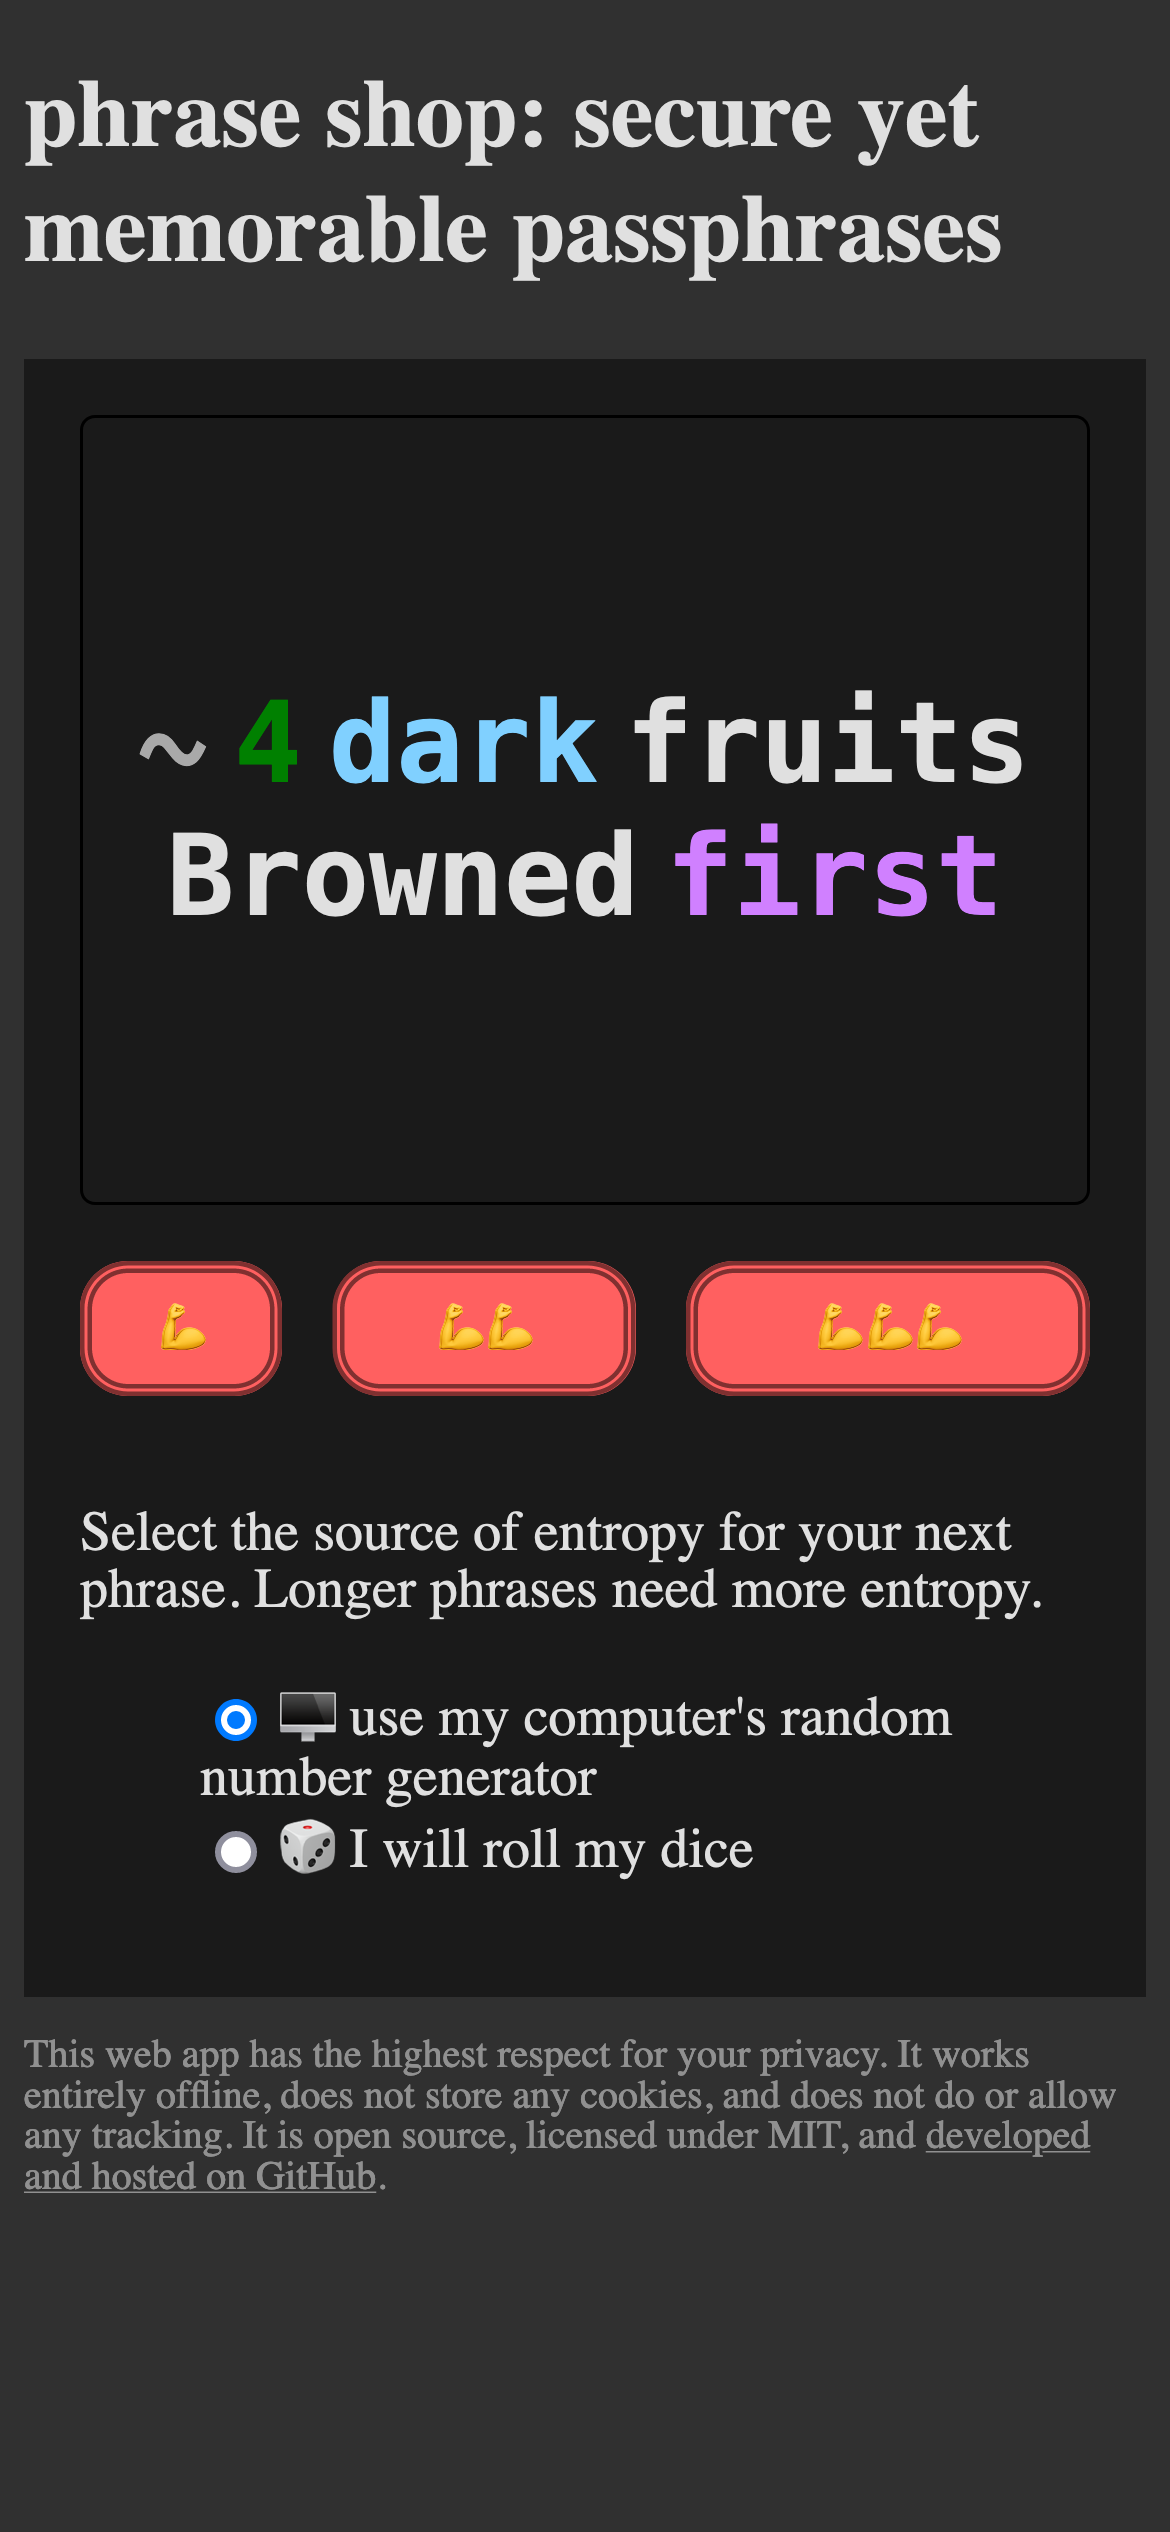 phrase shop: secure yet
memorable passphrases
~ 4 dark fruits
Browned first
💪
💪💪
💪💪💪
Select the source of entropy for your next
phrase. Longer phrases need more entropy.
🖥️ use my computer's random
number generator
🎲 I will roll my dice
This web app has the highest respect for your privacy. It works
entirely offline, does not store any cookies, and does not do or allow
any tracking. It is open source, licensed under MIT, and developed
and hosted on GitHub.